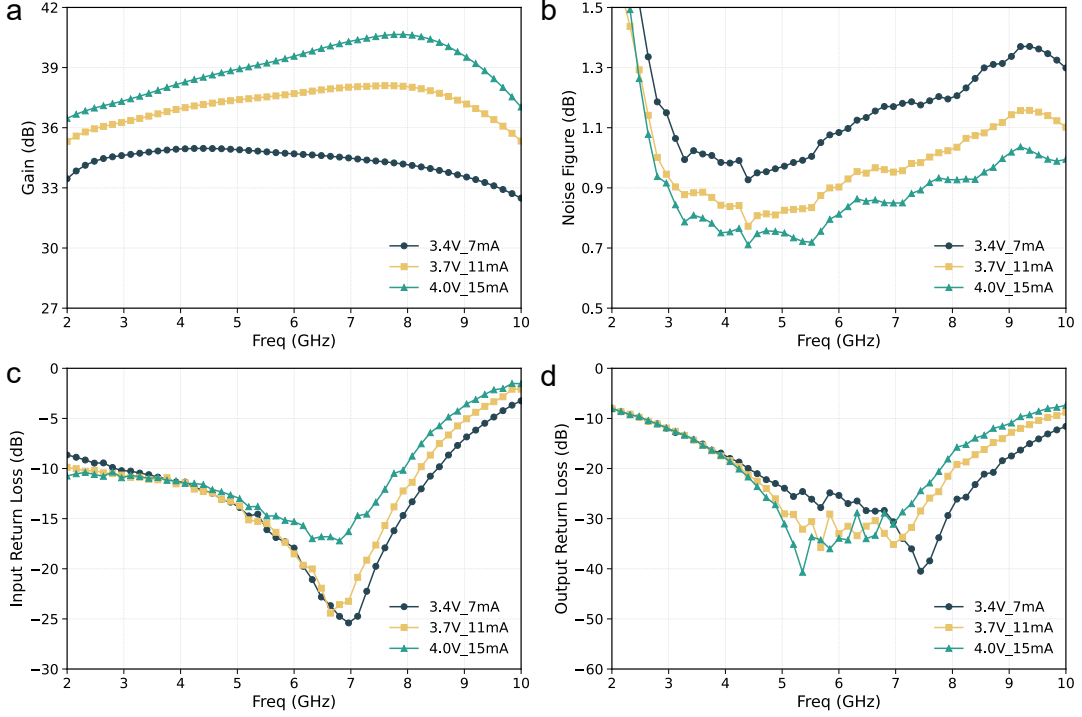 a
42
39
36
33
30
27
Gain (dB)
3.4V_7mA
3.7V_11mA
4.0V_15mA
2 3 4 5 6 7 8 9 10
Freq (GHz)
b
1.5
1.3
1.1
0.9
0.7
0.5
Noise Figure (dB)
3.4V_7mA
3.7V_11mA
4.0V_15mA
2 3 4 5 6 7 8 9 10
Freq (GHz)
c
0
−5
−10
−15
−20
−25
−30
Input Return Loss (dB)
3.4V_7mA
3.7V_11mA
4.0V_15mA
2 3 4 5 6 7 8 9 10
Freq (GHz)
d
0
−10
−20
−30
−40
−50
−60
Output Return Loss (dB)
3.4V_7mA
3.7V_11mA
4.0V_15mA
2 3 4 5 6 7 8 9 10
Freq (GHz)